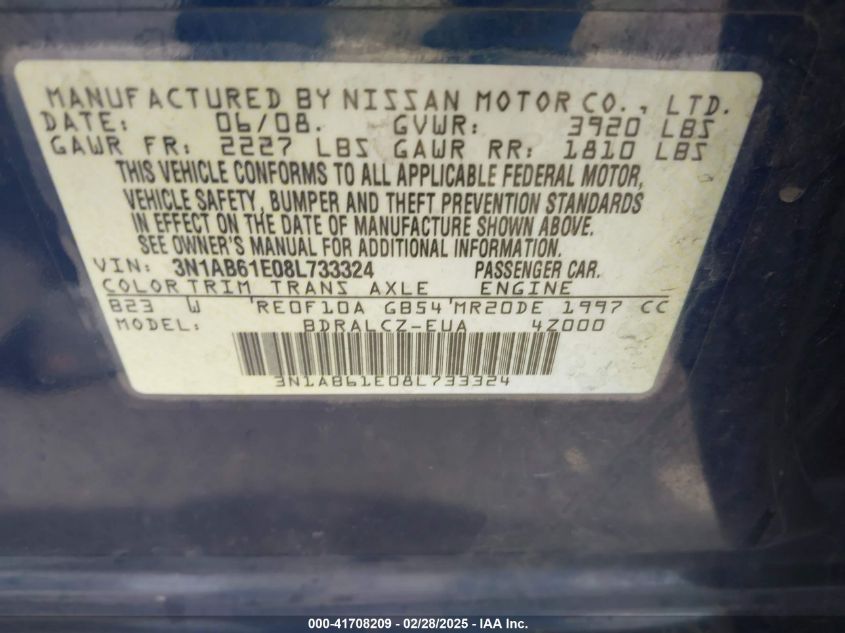 MANUFACTURED BY NISSAN MOTOR CO., LTD.
DATE: 06/08. GVWR: 3920 LBS
GAWR FR: 2227 LBS GAWR RR: 1810 LBS
THIS VEHICLE CONFORMS TO ALL APPLICABLE FEDERAL MOTOR,
VEHICLE SAFETY, BUMPER AND THEFT PREVENTION STANDARDS
IN EFFECT ON THE DATE OF MANUFACTURE SHOWN ABOVE.
SEE OWNER'S MANUAL FOR ADDITIONAL INFORMATION.
VIN: 3N1AB61E08L733324 PASSENGER CAR.
COLOR TRIM TRANS AXLE ENGINE
B23 W 'RE0F10A GB54'MR20DE 1997 CC
MODEL: BDRALCZ-EUA 4Z000
3N1AB61E08L733324
000-41708209 - 02/28/2025 - IAA Inc.